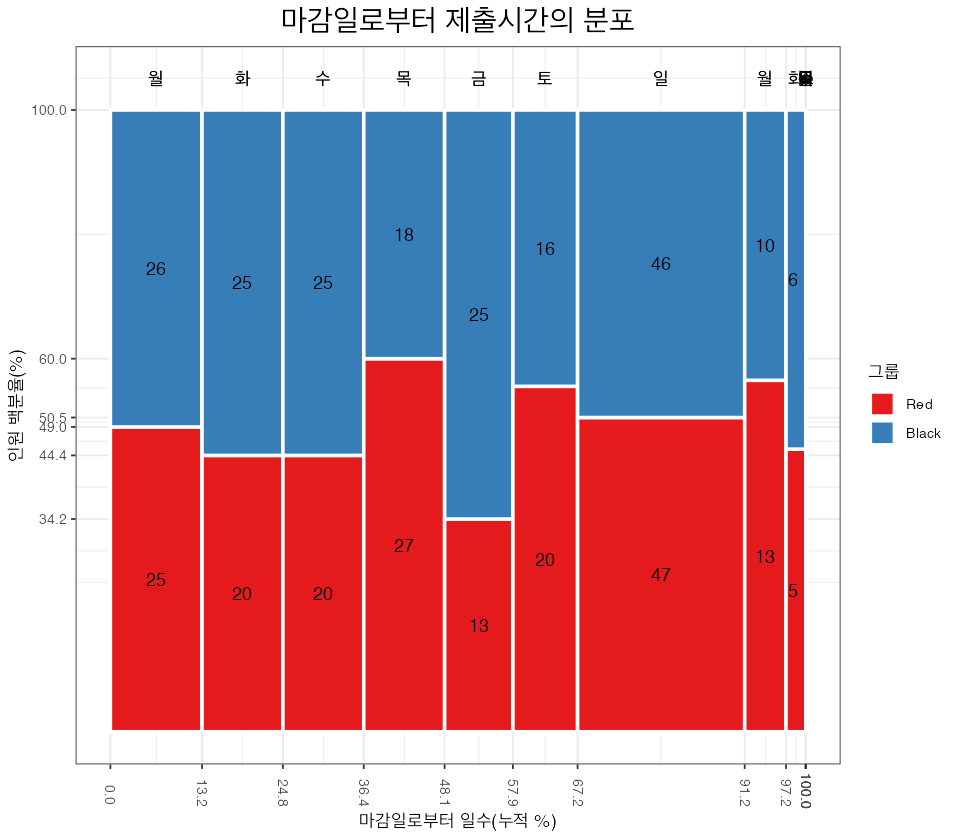 마감일로부터 제출시간의 분포
월 화 수 목 금 토 일 월 화
100.0
60.0
50.5
49.0
44.4
34.2
인원 백분율(%)
26 25 25 18 25 16 46 10 6
25 20 20 27 13 20 47 13 5
0.0 13.2 24.8 36.4 48.1 57.9 67.2 91.2 97.2 100.0
마감일로부터 일수(누적 %)
그룹
Red
Black